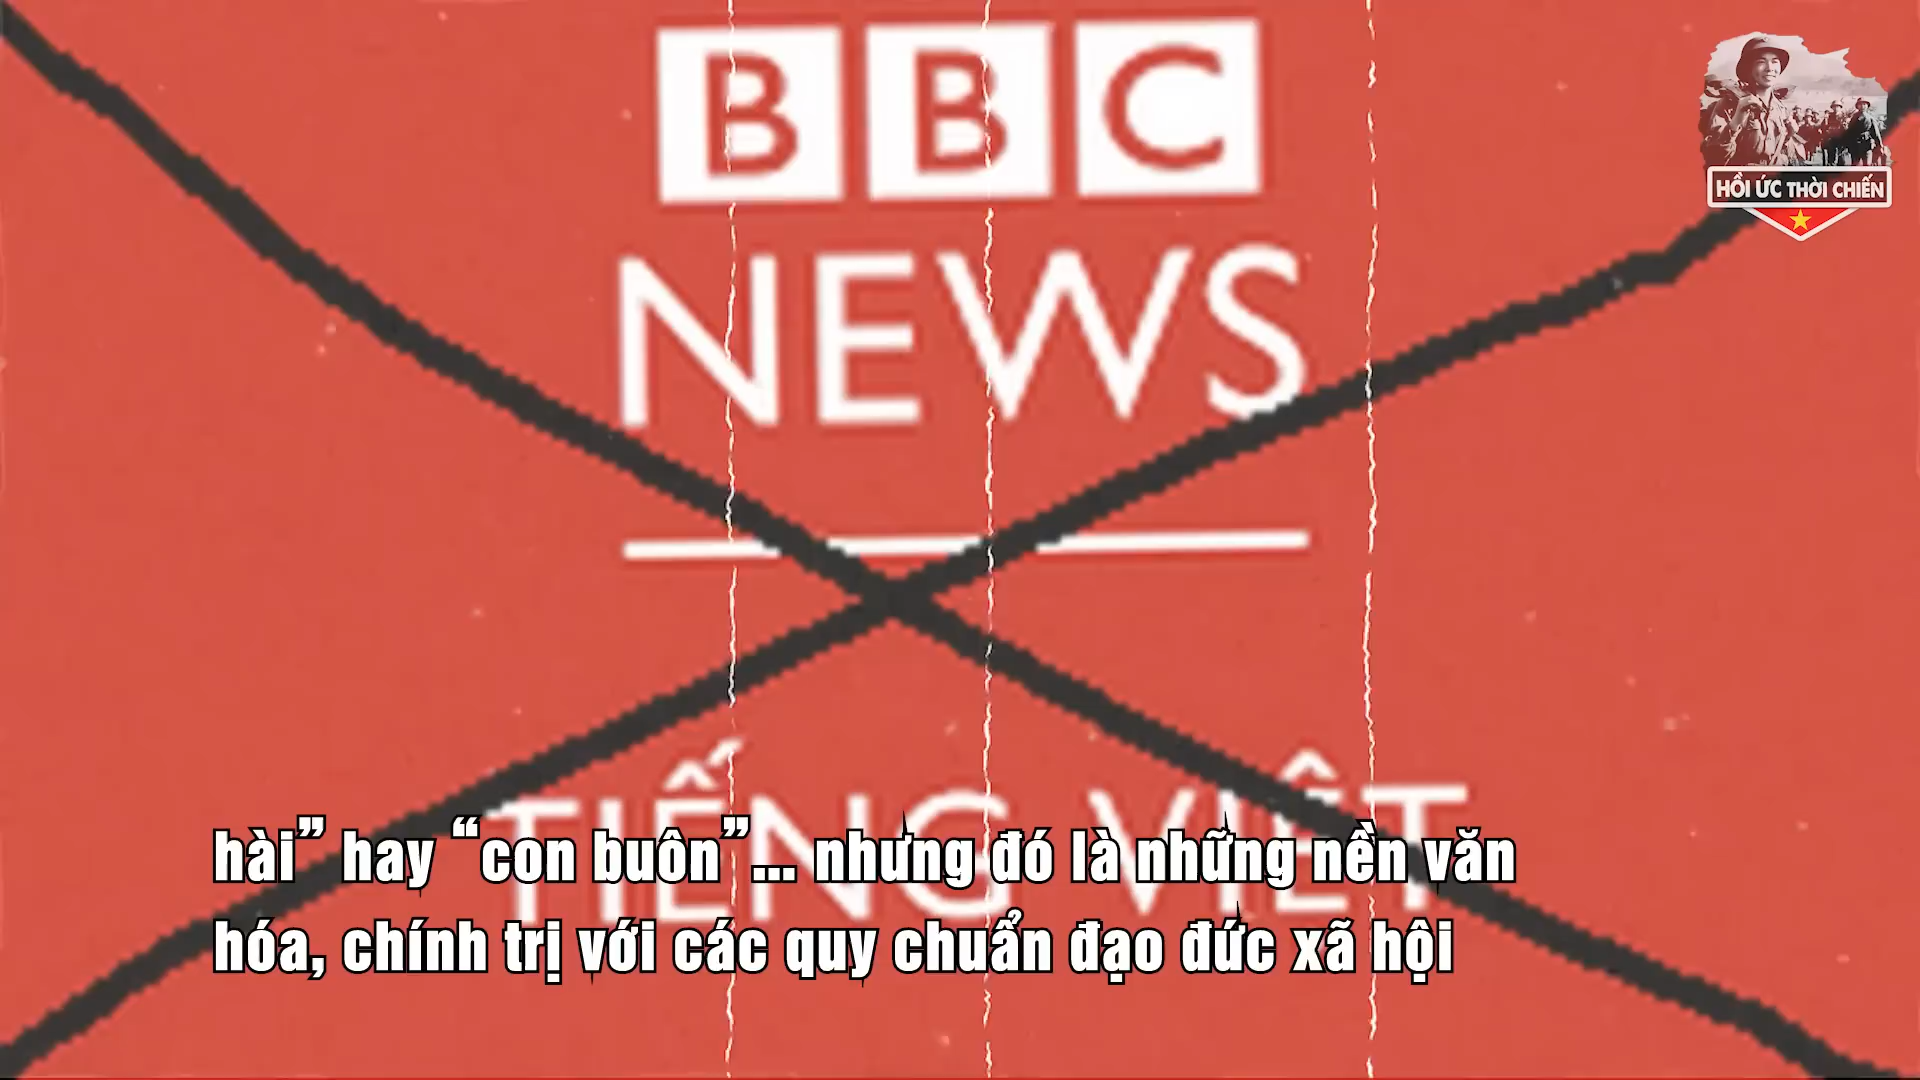 BBC
NEWS
HỒI ỨC THỜI CHIẾN
TIẾNG VIỆT
hài” hay “con buôn”... nhưng đó là những nền văn
hóa, chính trị với các quy chuẩn đạo đức xã hội